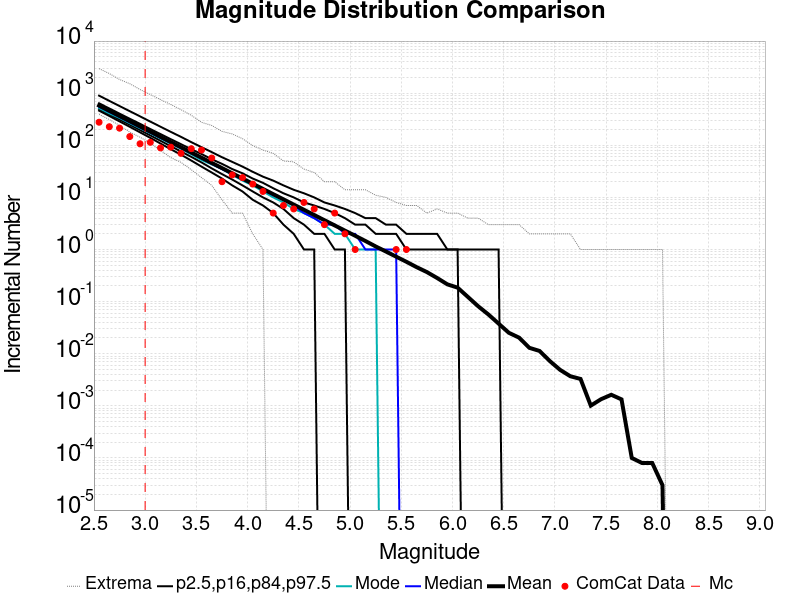 Magnitude Distribution Comparison
10^4
10^3
10^2
10^1
10^0
10^-1
10^-2
10^-3
10^-4
10^-5
Incremental Number
2.5 3.0 3.5 4.0 4.5 5.0 5.5 6.0 6.5 7.0 7.5 8.0 8.5 9.0
Magnitude
Extrema p2.5,p16,p84,p97.5 Mode Median Mean ComCat Data Mc